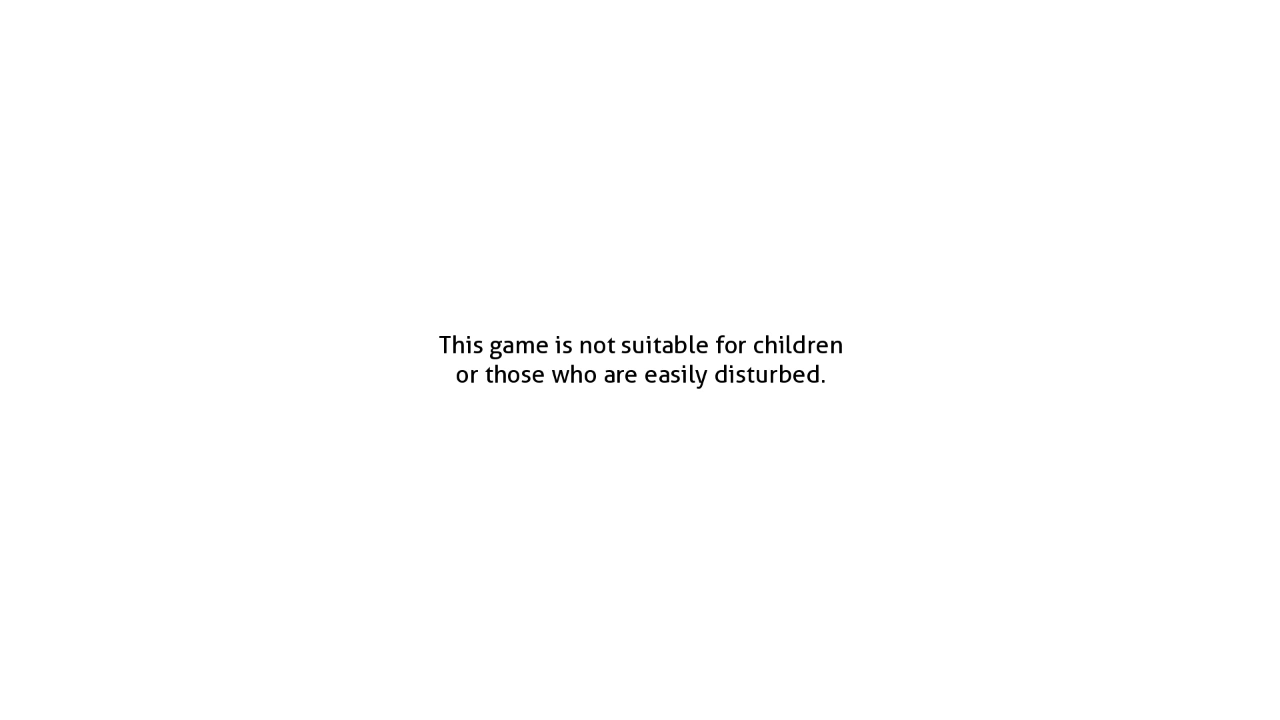 This game is not suitable for children
or those who are easily disturbed.